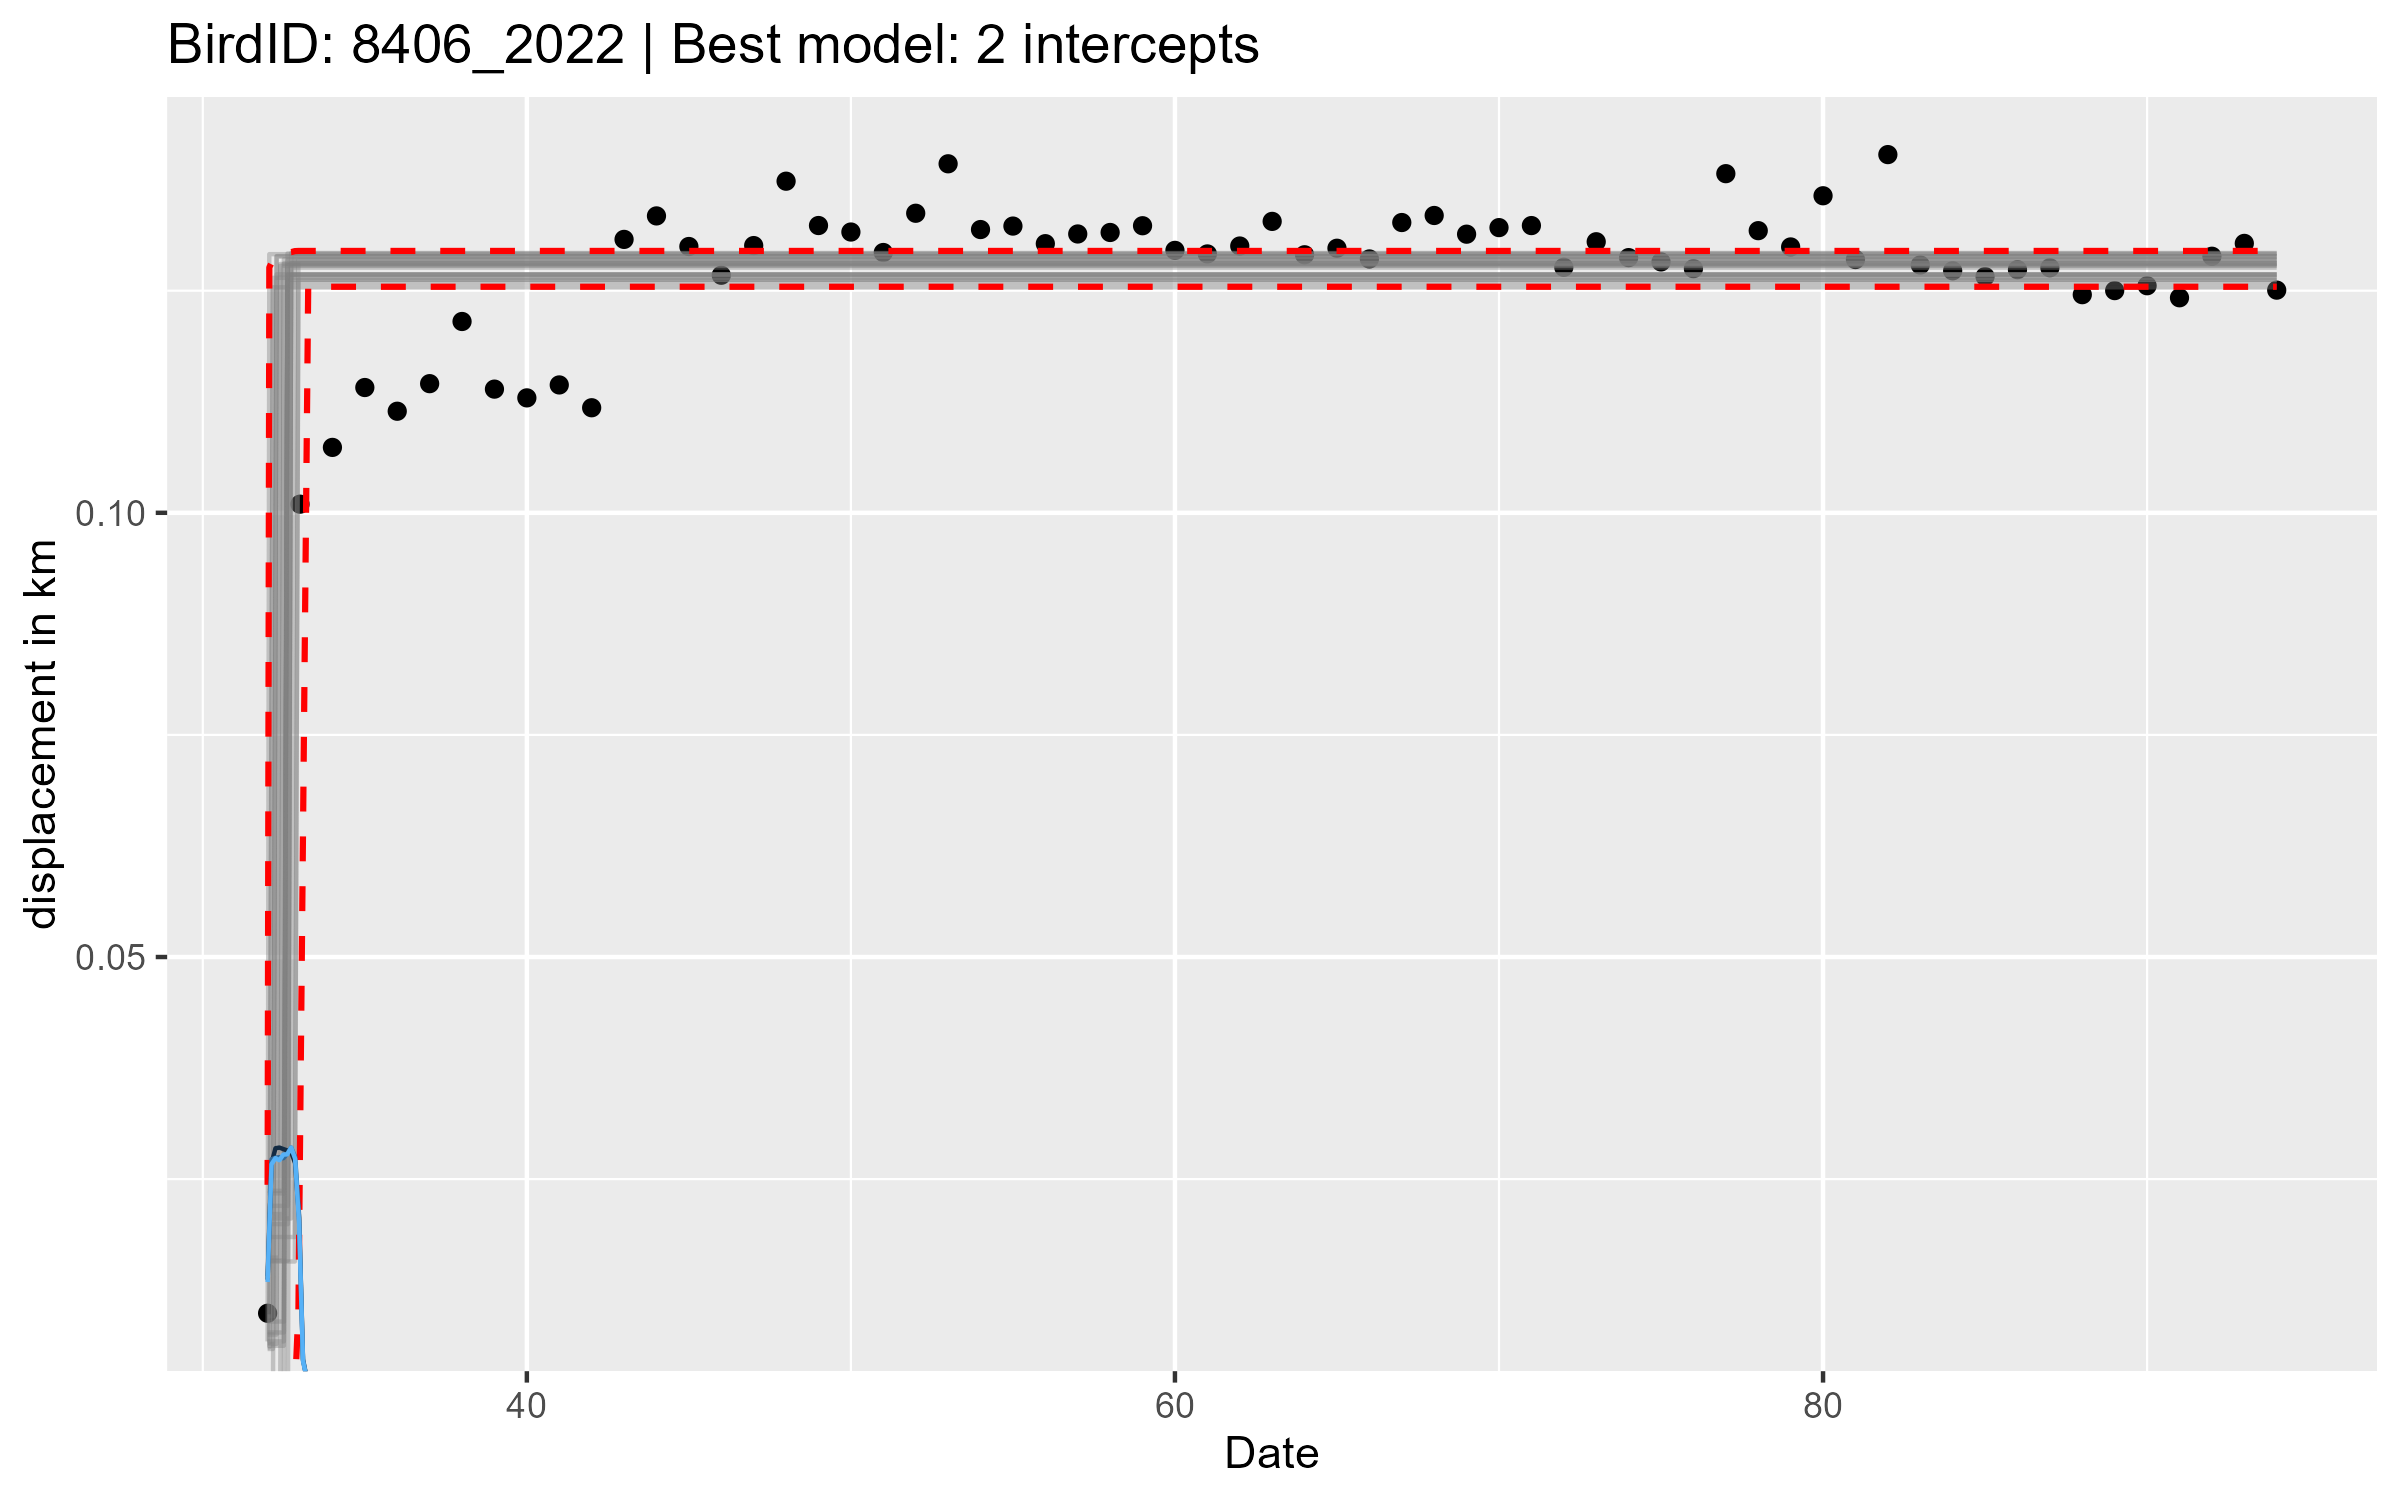 BirdID: 8406_2022 | Best model: 2 intercepts
displacement in km
0.10
0.05
40 60 80
Date